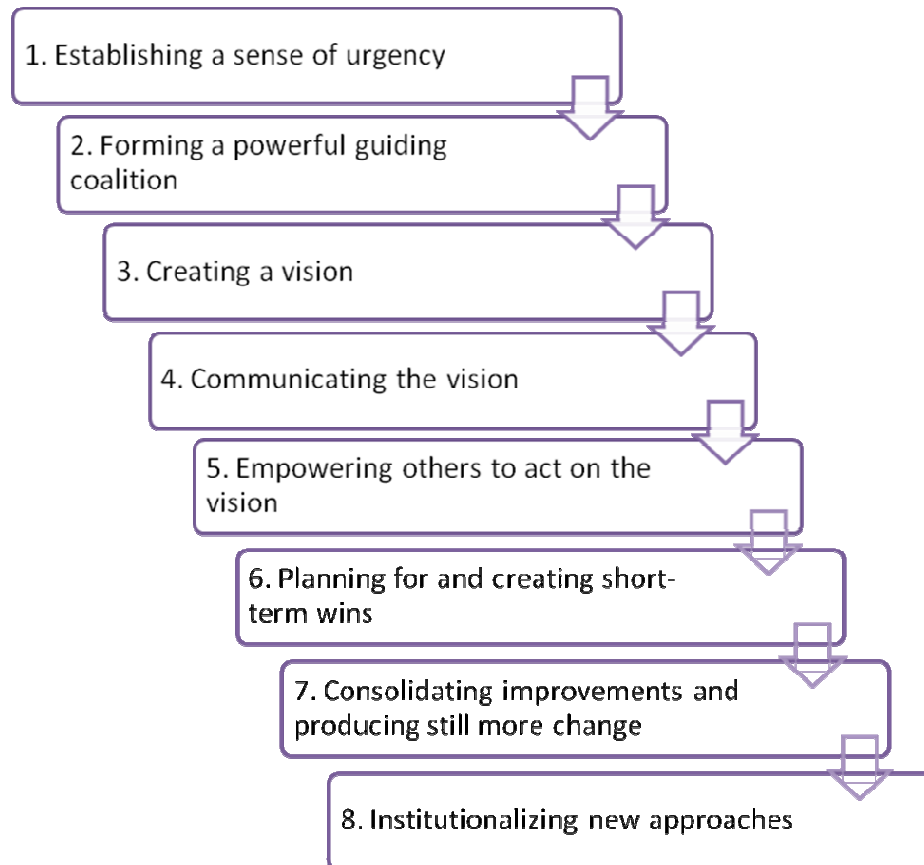 1. Establishing a sense of urgency
2. Forming a powerful guiding
coalition
3. Creating a vision
4. Communicating the vision
5. Empowering others to act on the
vision
6. Planning for and creating short-
term wins
7. Consolidating improvements and
producing still more change
8. Institutionalizing new approaches